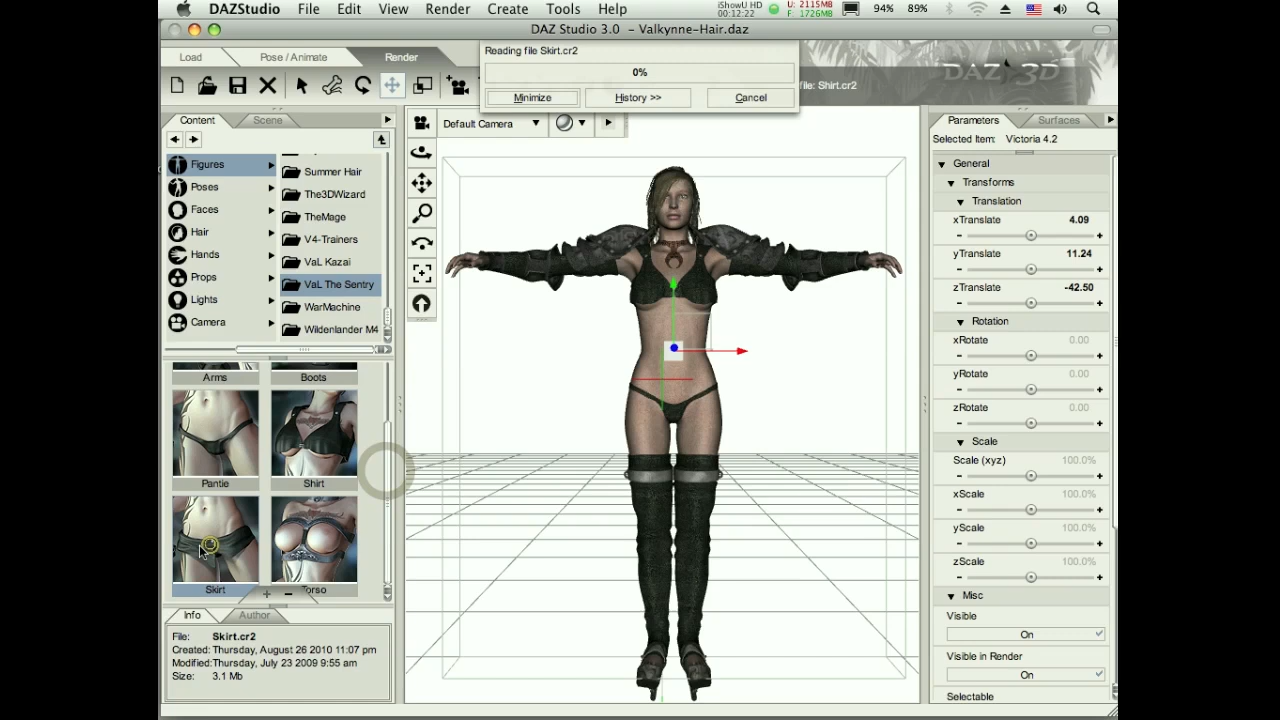 DAZStudio File Edit View Render Create Tools Help
iShowU HD
00:12:22
U: 2115MB
F: 1726MB
94% 89%
DAZ Studio 3.0 - Valkynne-Hair.daz
Load Pose / Animate Render
Reading file Skirt.cr2
0%
Minimize History >> Cancel
file: Skirt.cr2
DAZ 3D
Content Scene
Figures
Poses
Faces
Hair
Hands
Props
Lights
Camera
Summer Hair
The3DWizard
TheMage
V4-Trainers
VaL Kazai
VaL The Sentry
WarMachine
Wildenlander M4
Arms Boots
Pantie Shirt
Skirt Torso
Info Author
File: Skirt.cr2
Created: Thursday, August 26 2010 11:07 pm
Modified: Thursday, July 23 2009 9:55 am
Size: 3.1 Mb
Default Camera
Parameters Surfaces
Selected Item: Victoria 4.2
General
Transforms
Translation
xTranslate 4.09
- +
yTranslate 11.24
- +
zTranslate -42.50
- +
Rotation
xRotate 0.00
- +
yRotate 0.00
- +
zRotate 0.00
- +
Scale
Scale (xyz) 100.0%
- +
xScale 100.0%
- +
yScale 100.0%
- +
zScale 100.0%
- +
Misc
Visible
On
Visible in Render
On
Selectable